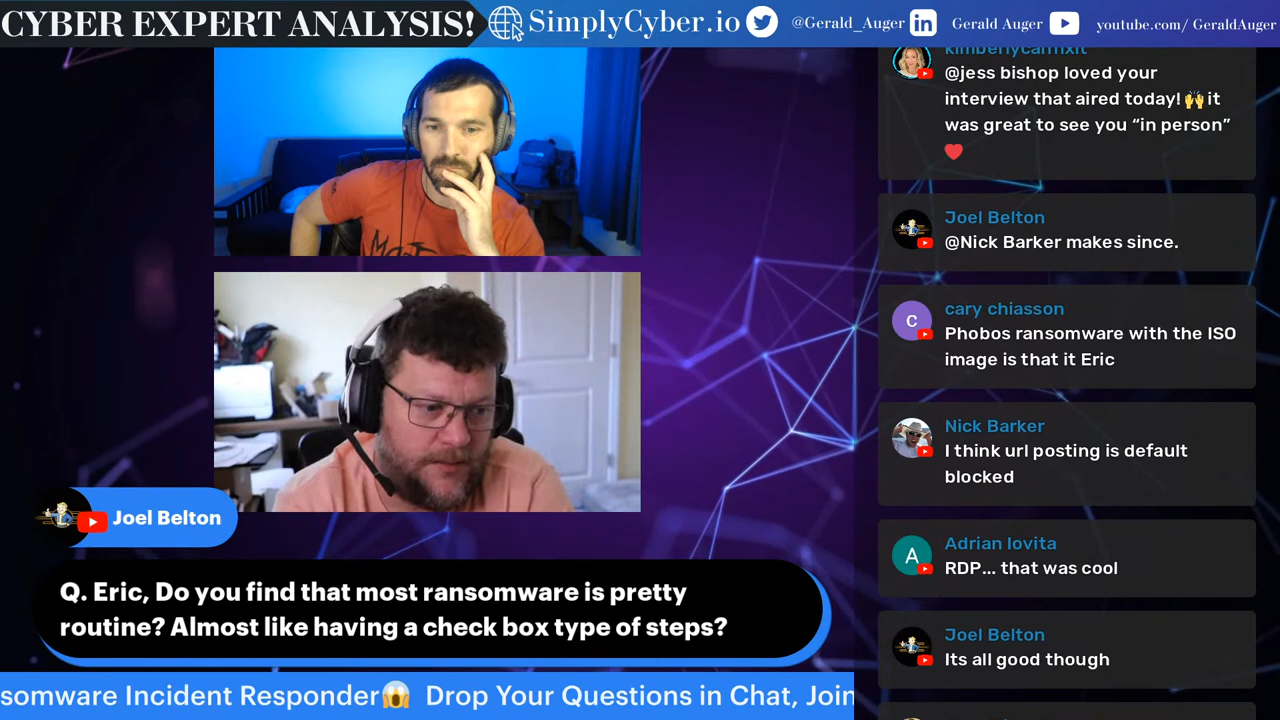 CYBER EXPERT ANALYSIS!
SimplyCyber.io
@Gerald_Auger
Gerald Auger
youtube.com/ GeraldAuger
kimberlycanfixit
@jess bishop loved your
interview that aired today! 🙌 it
was great to see you “in person”
❤️
Joel Belton
@Nick Barker makes since.
C
cary chiasson
Phobos ransomware with the ISO
image is that it Eric
Nick Barker
I think url posting is default
blocked
A
Adrian Iovita
RDP... that was cool
Joel Belton
Its all good though
Joel Belton
Q. Eric, Do you find that most ransomware is pretty
routine? Almost like having a check box type of steps?
somware Incident Responder😱 Drop Your Questions in Chat, Join